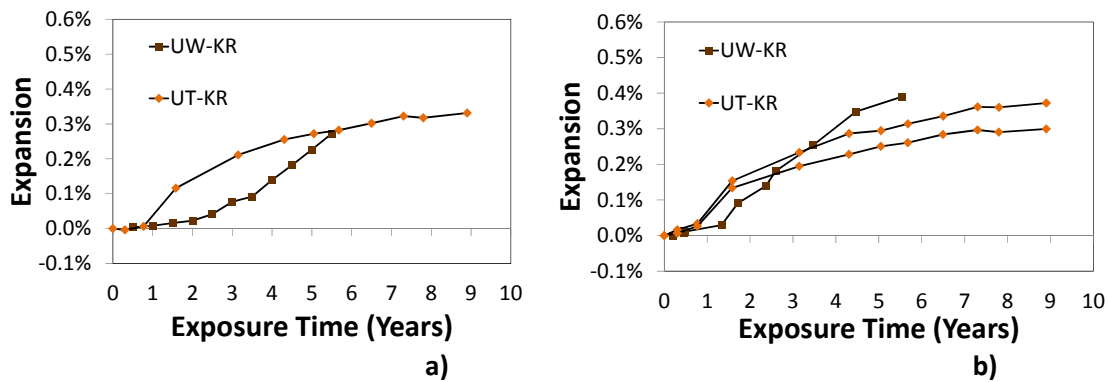 0.6%
0.5%
0.4%
0.3%
0.2%
0.1%
0.0%
-0.1%
Expansion
UW-KR
UT-KR
0 1 2 3 4 5 6 7 8 9 10
Exposure Time (Years)
a)
0.6%
0.5%
0.4%
0.3%
0.2%
0.1%
0.0%
-0.1%
Expansion
UW-KR
UT-KR
0 1 2 3 4 5 6 7 8 9 10
Exposure Time (Years)
b)